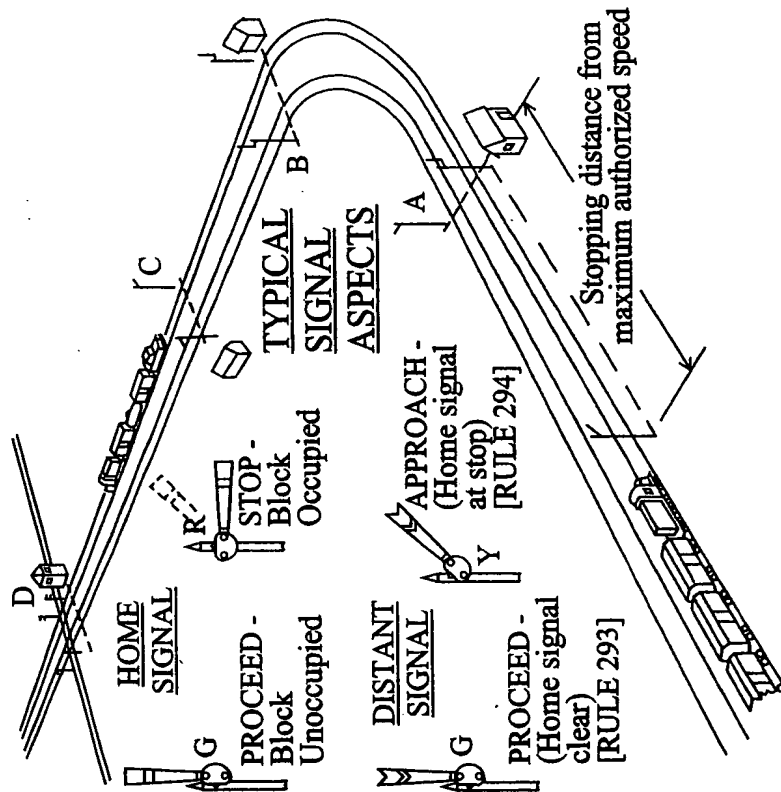 D
C
B
A
TYPICAL
SIGNAL
ASPECTS
HOME
SIGNAL
G
PROCEED -
Block
Unoccupied
R
STOP -
Block
Occupied
DISTANT
SIGNAL
G
PROCEED -
(Home signal
clear)
[RULE 293]
Y
APPROACH -
(Home signal
at stop)
[RULE 294]
Stopping distance from
maximum authorized speed